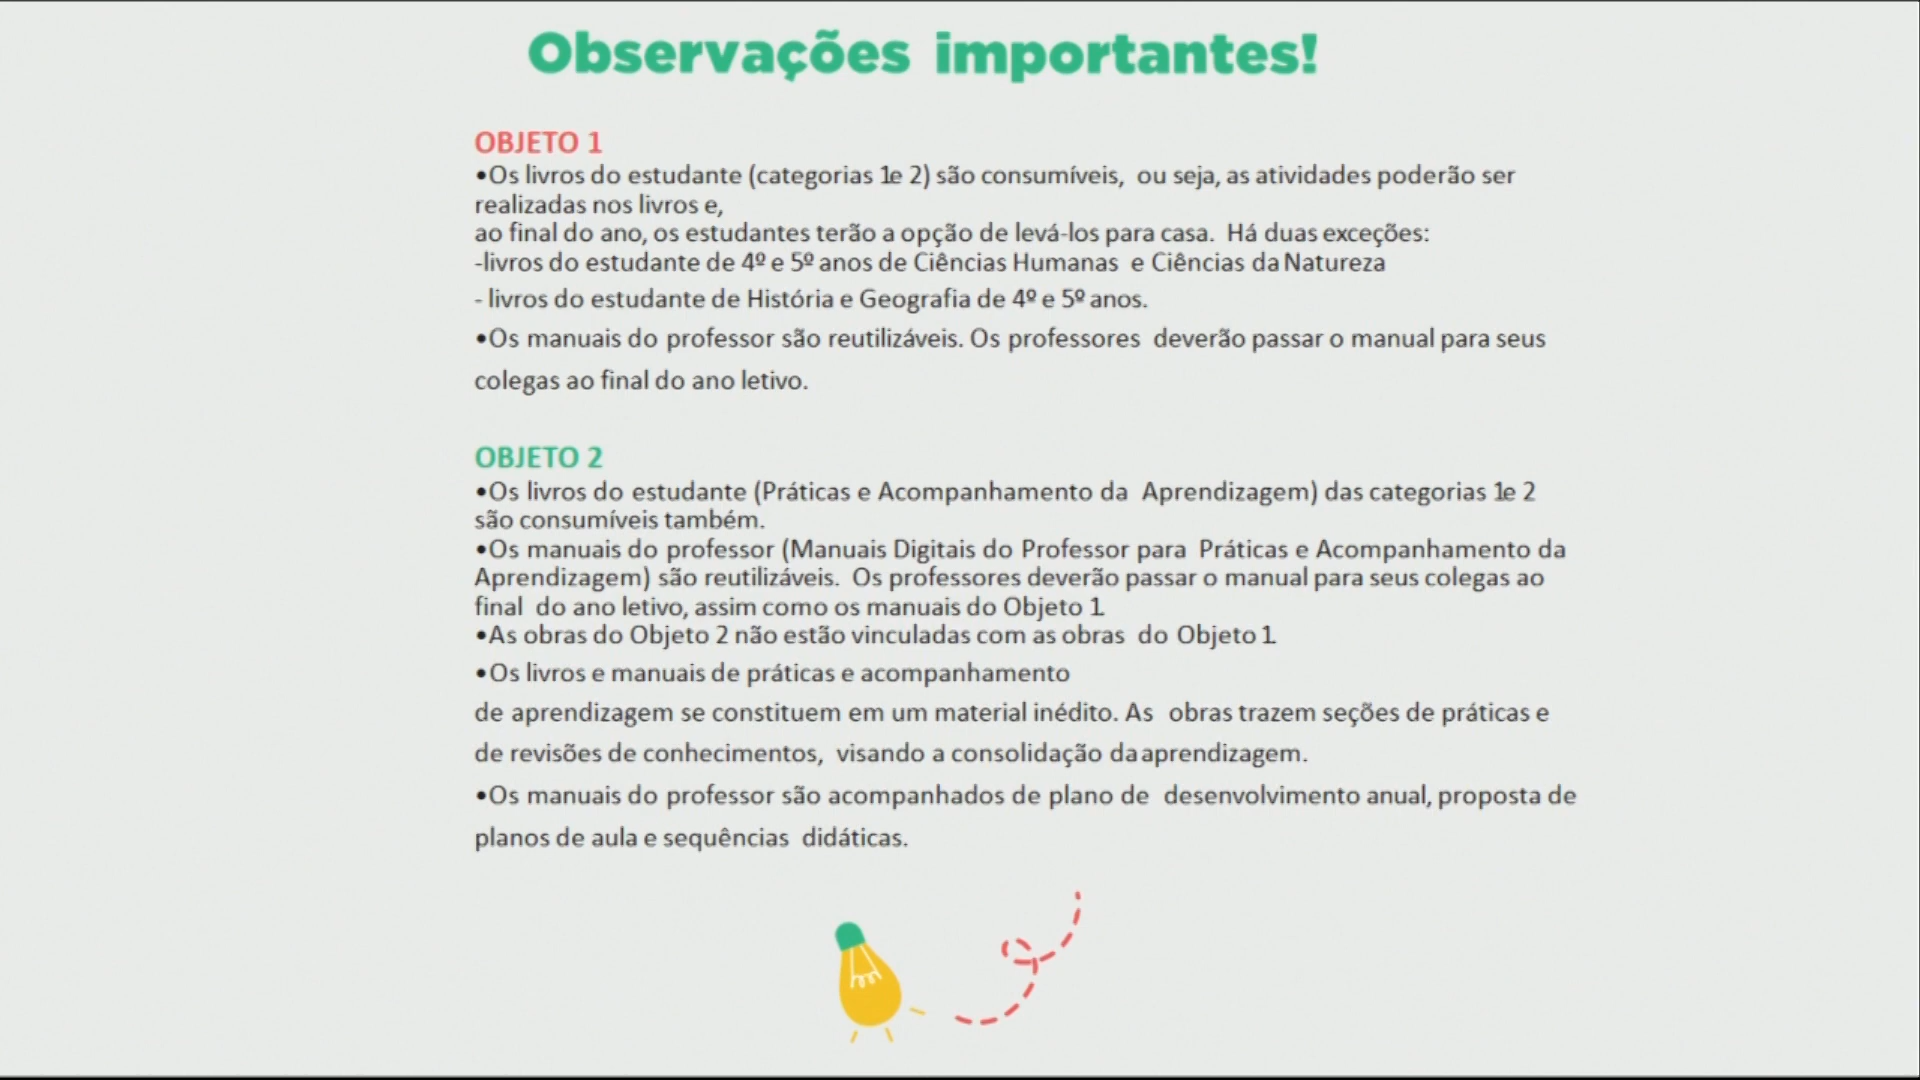 Observações importantes!
OBJETO 1
•Os livros do estudante (categorias 1e 2) são consumíveis, ou seja, as atividades poderão ser
realizadas nos livros e,
ao final do ano, os estudantes terão a opção de levá-los para casa. Há duas exceções:
-livros do estudante de 4º e 5º anos de Ciências Humanas e Ciências da Natureza
- livros do estudante de História e Geografia de 4º e 5º anos.
•Os manuais do professor são reutilizáveis. Os professores deverão passar o manual para seus
colegas ao final do ano letivo.
OBJETO 2
•Os livros do estudante (Práticas e Acompanhamento da Aprendizagem) das categorias 1e 2
são consumíveis também.
•Os manuais do professor (Manuais Digitais do Professor para Práticas e Acompanhamento da
Aprendizagem) são reutilizáveis. Os professores deverão passar o manual para seus colegas ao
final do ano letivo, assim como os manuais do Objeto 1.
•As obras do Objeto 2 não estão vinculadas com as obras do Objeto 1.
•Os livros e manuais de práticas e acompanhamento
de aprendizagem se constituem em um material inédito. As obras trazem seções de práticas e
de revisões de conhecimentos, visando a consolidação da aprendizagem.
•Os manuais do professor são acompanhados de plano de desenvolvimento anual, proposta de
planos de aula e sequências didáticas.